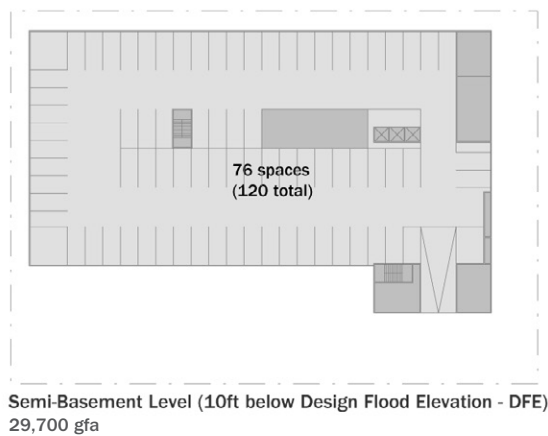 76 spaces
(120 total)
Semi-Basement Level (10ft below Design Flood Elevation - DFE)
29,700 gfa